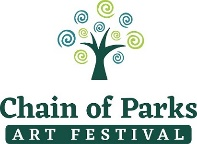 Chain of Parks
ART FESTIVAL